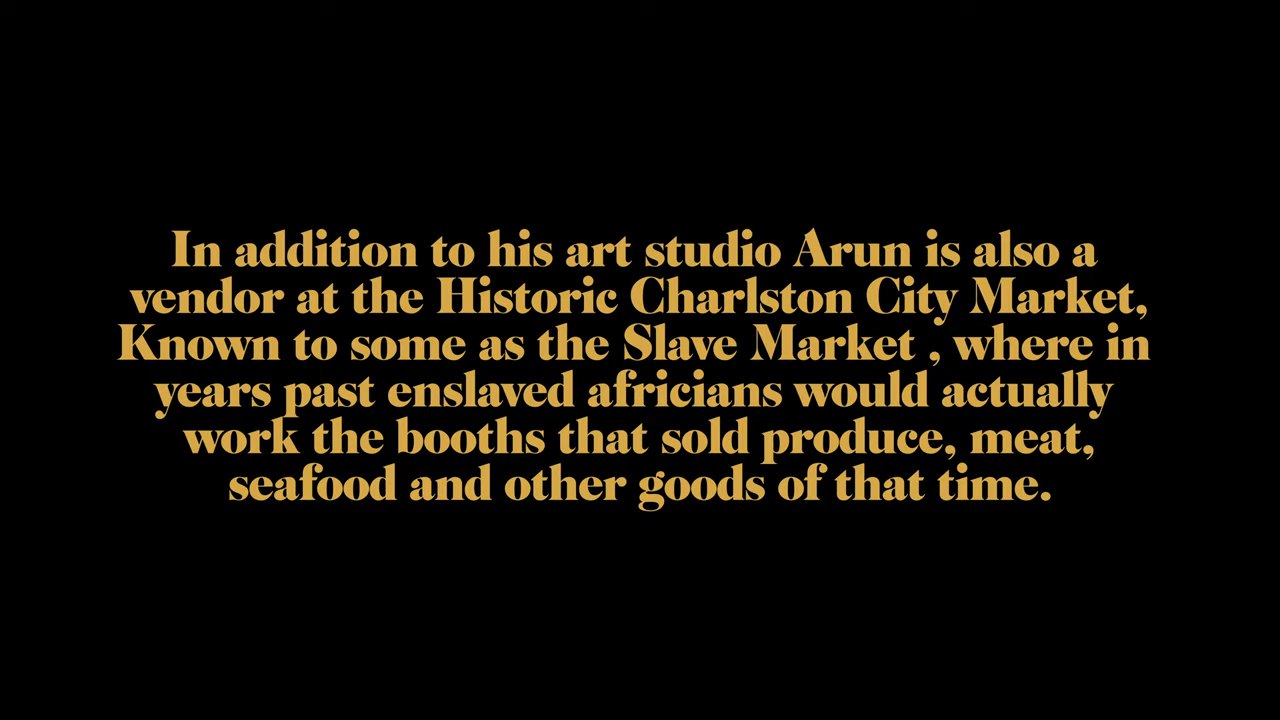 In addition to his art studio Arun is also a
vendor at the Historic Charlston City Market,
Known to some as the Slave Market , where in
years past enslaved africians would actually
work the booths that sold produce, meat,
seafood and other goods of that time.